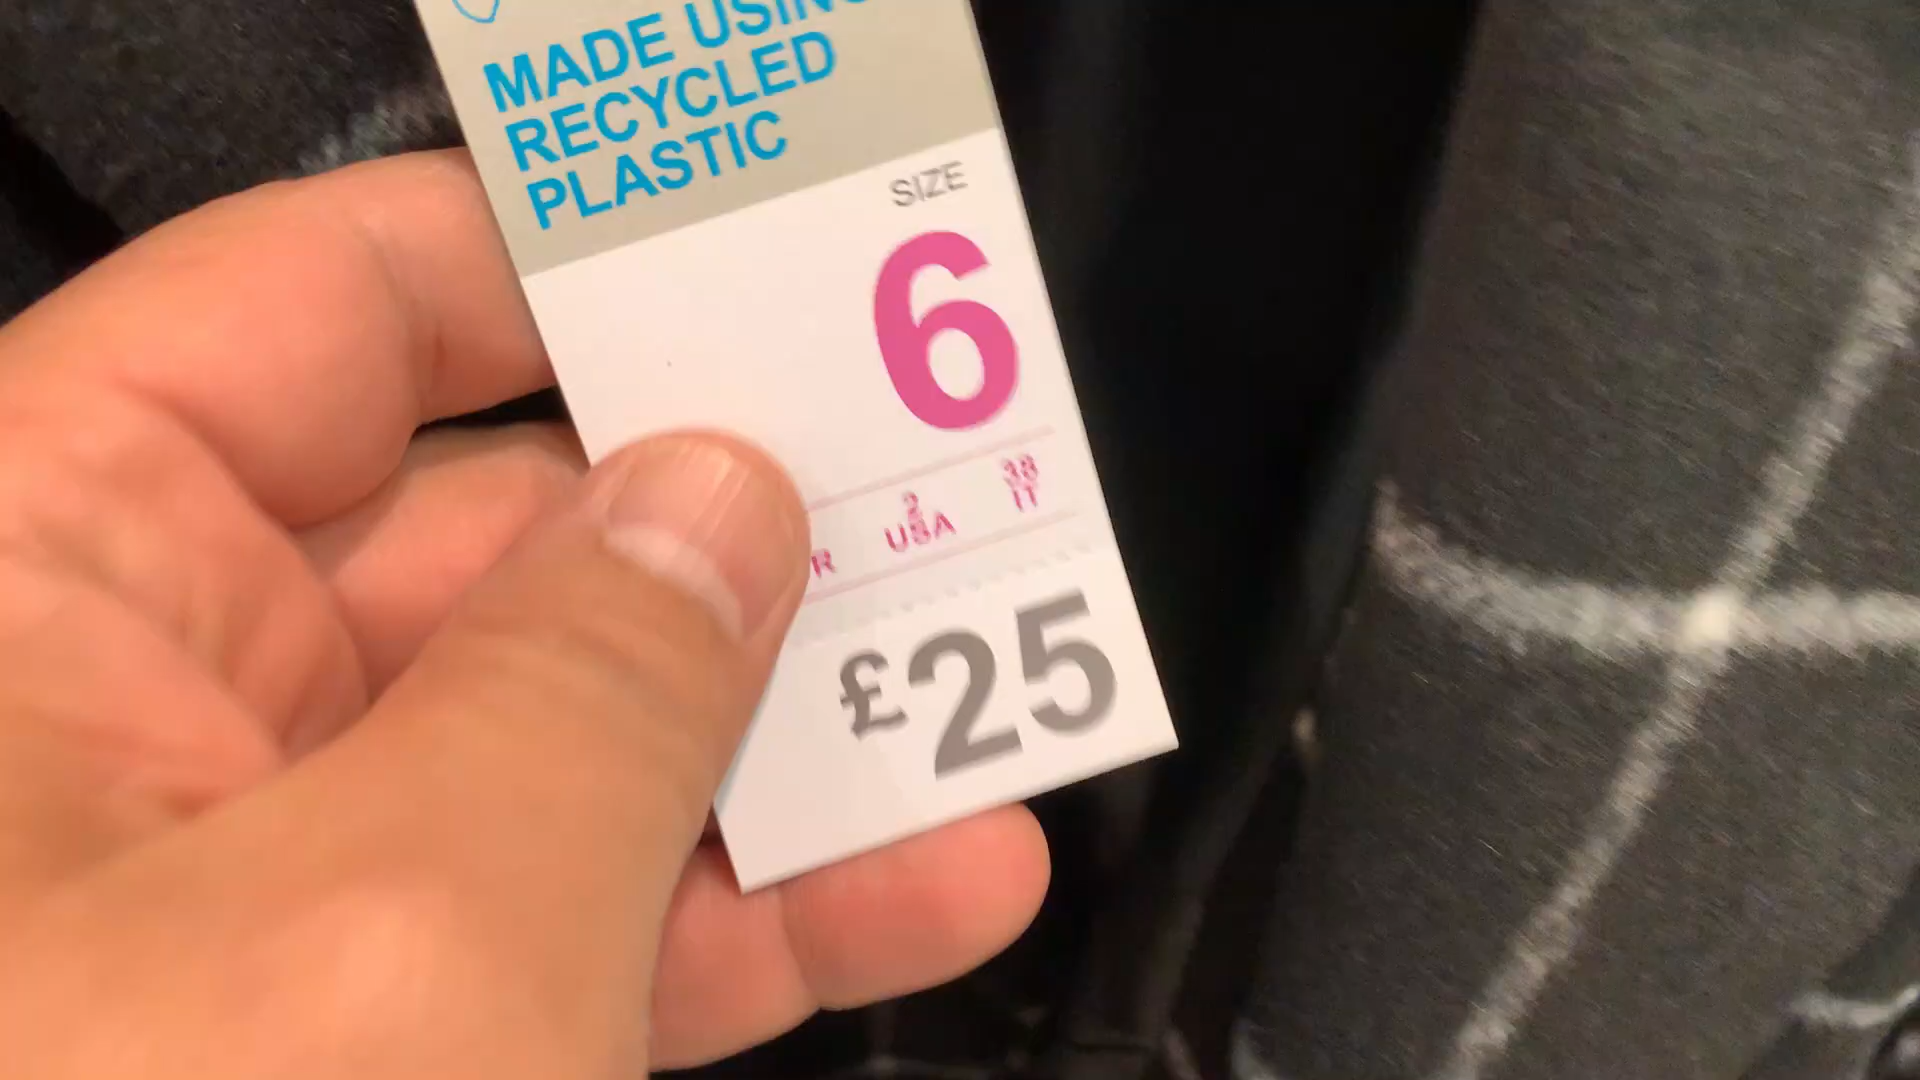 MADE USING
RECYCLED
PLASTIC
SIZE
6
2 38
USA IT
£25